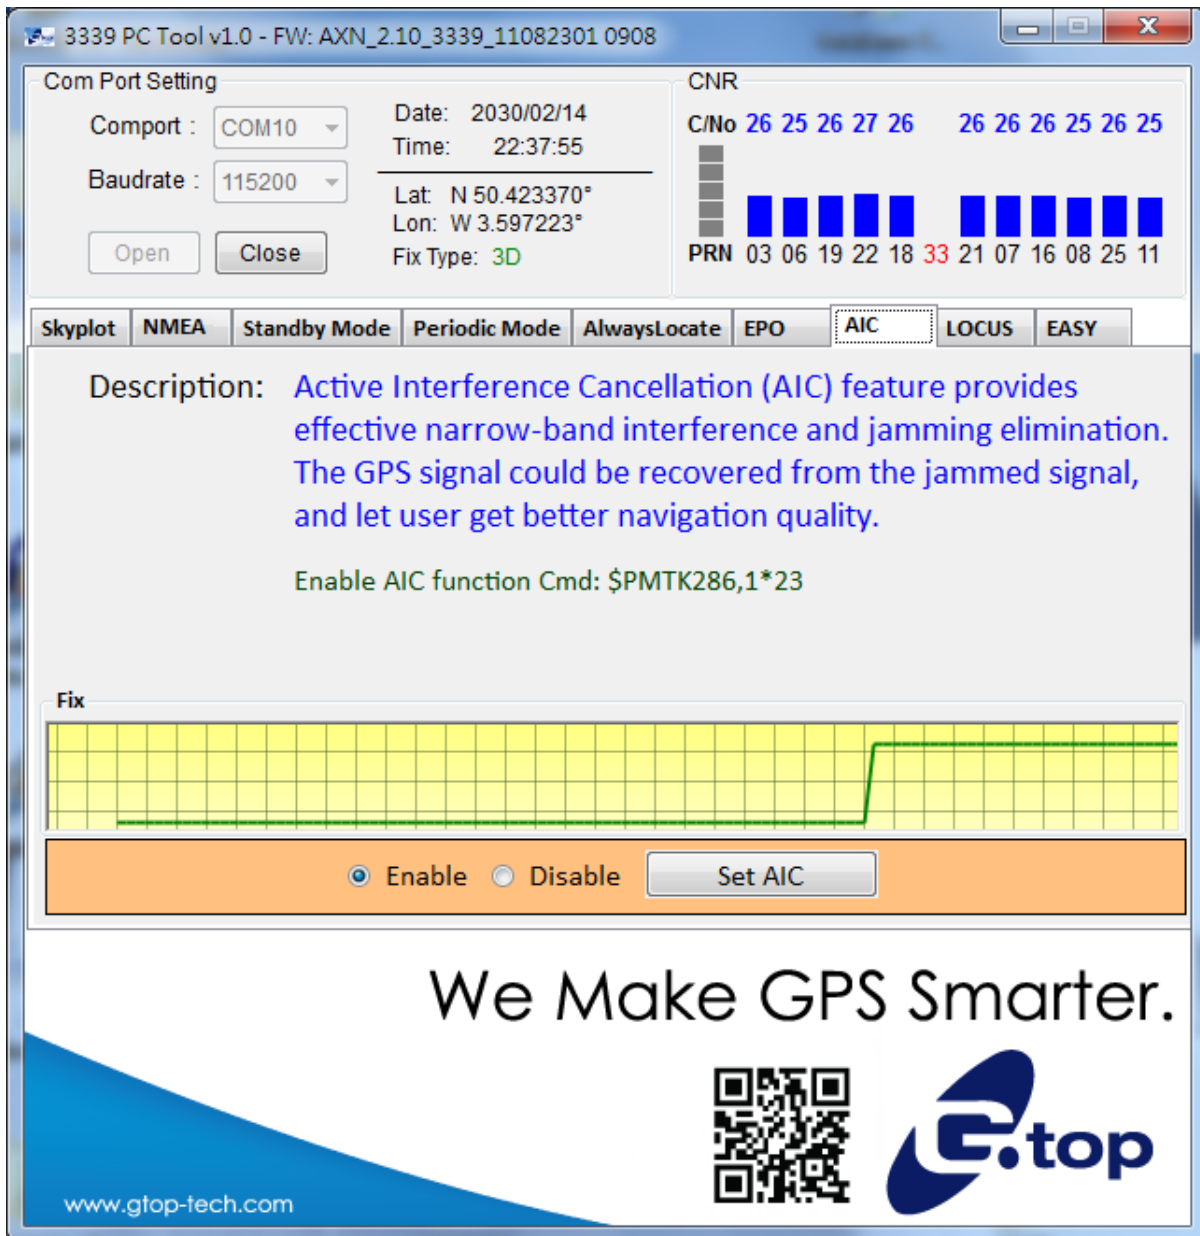 3339 PC Tool v1.0 - FW: AXN_2.10_3339_11082301 0908
Com Port Setting
Comport : COM10
Baudrate : 115200
Open Close
Date: 2030/02/14
Time: 22:37:55
Lat: N 50.423370°
Lon: W 3.597223°
Fix Type: 3D
CNR
C/No 26 25 26 27 26 26 26 26 25 26 25
PRN 03 06 19 22 18 33 21 07 16 08 25 11
Skyplot NMEA Standby Mode Periodic Mode AlwaysLocate EPO AIC LOCUS EASY
Description: Active Interference Cancellation (AIC) feature provides
effective narrow-band interference and jamming elimination.
The GPS signal could be recovered from the jammed signal,
and let user get better navigation quality.
Enable AIC function Cmd: $PMTK286,1*23
Fix
Enable Disable Set AIC
We Make GPS Smarter.
G.top
www.gtop-tech.com